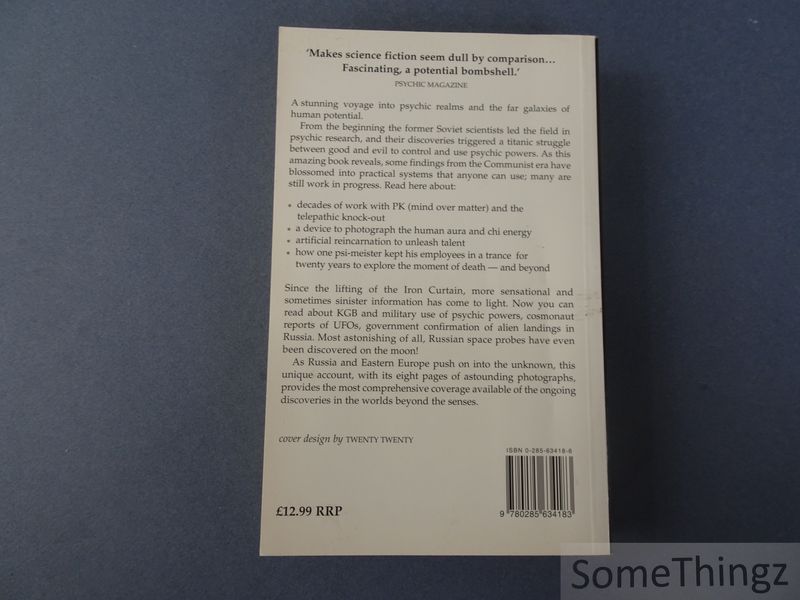 'Makes science fiction seem dull by comparison...
Fascinating, a potential bombshell.'
PSYCHIC MAGAZINE
A stunning voyage into psychic realms and the far galaxies of
human potential.
From the beginning the former Soviet scientists led the field in
psychic research, and their discoveries triggered a titanic struggle
between good and evil to control and use psychic powers. As this
amazing book reveals, some findings from the Communist era have
blossomed into practical systems that anyone can use; many are
still work in progress. Read here about:
• decades of work with PK (mind over matter) and the
telepathic knock-out
• a device to photograph the human aura and chi energy
• artificial reincarnation to unleash talent
• how one psi-meister kept his employees in a trance for
twenty years to explore the moment of death — and beyond
Since the lifting of the Iron Curtain, more sensational and
sometimes sinister information has come to light. Now you can
read about KGB and military use of psychic powers, cosmonaut
reports of UFOs, government confirmation of alien landings in
Russia. Most astonishing of all, Russian space probes have even
been discovered on the moon!
As Russia and Eastern Europe push on into the unknown, this
unique account, with its eight pages of astounding photographs,
provides the most comprehensive coverage available of the ongoing
discoveries in the worlds beyond the senses.
cover design by TWENTY TWENTY
ISBN 0-285-63418-6
9 780285 634183
£12.99 RRP
SomeThingz